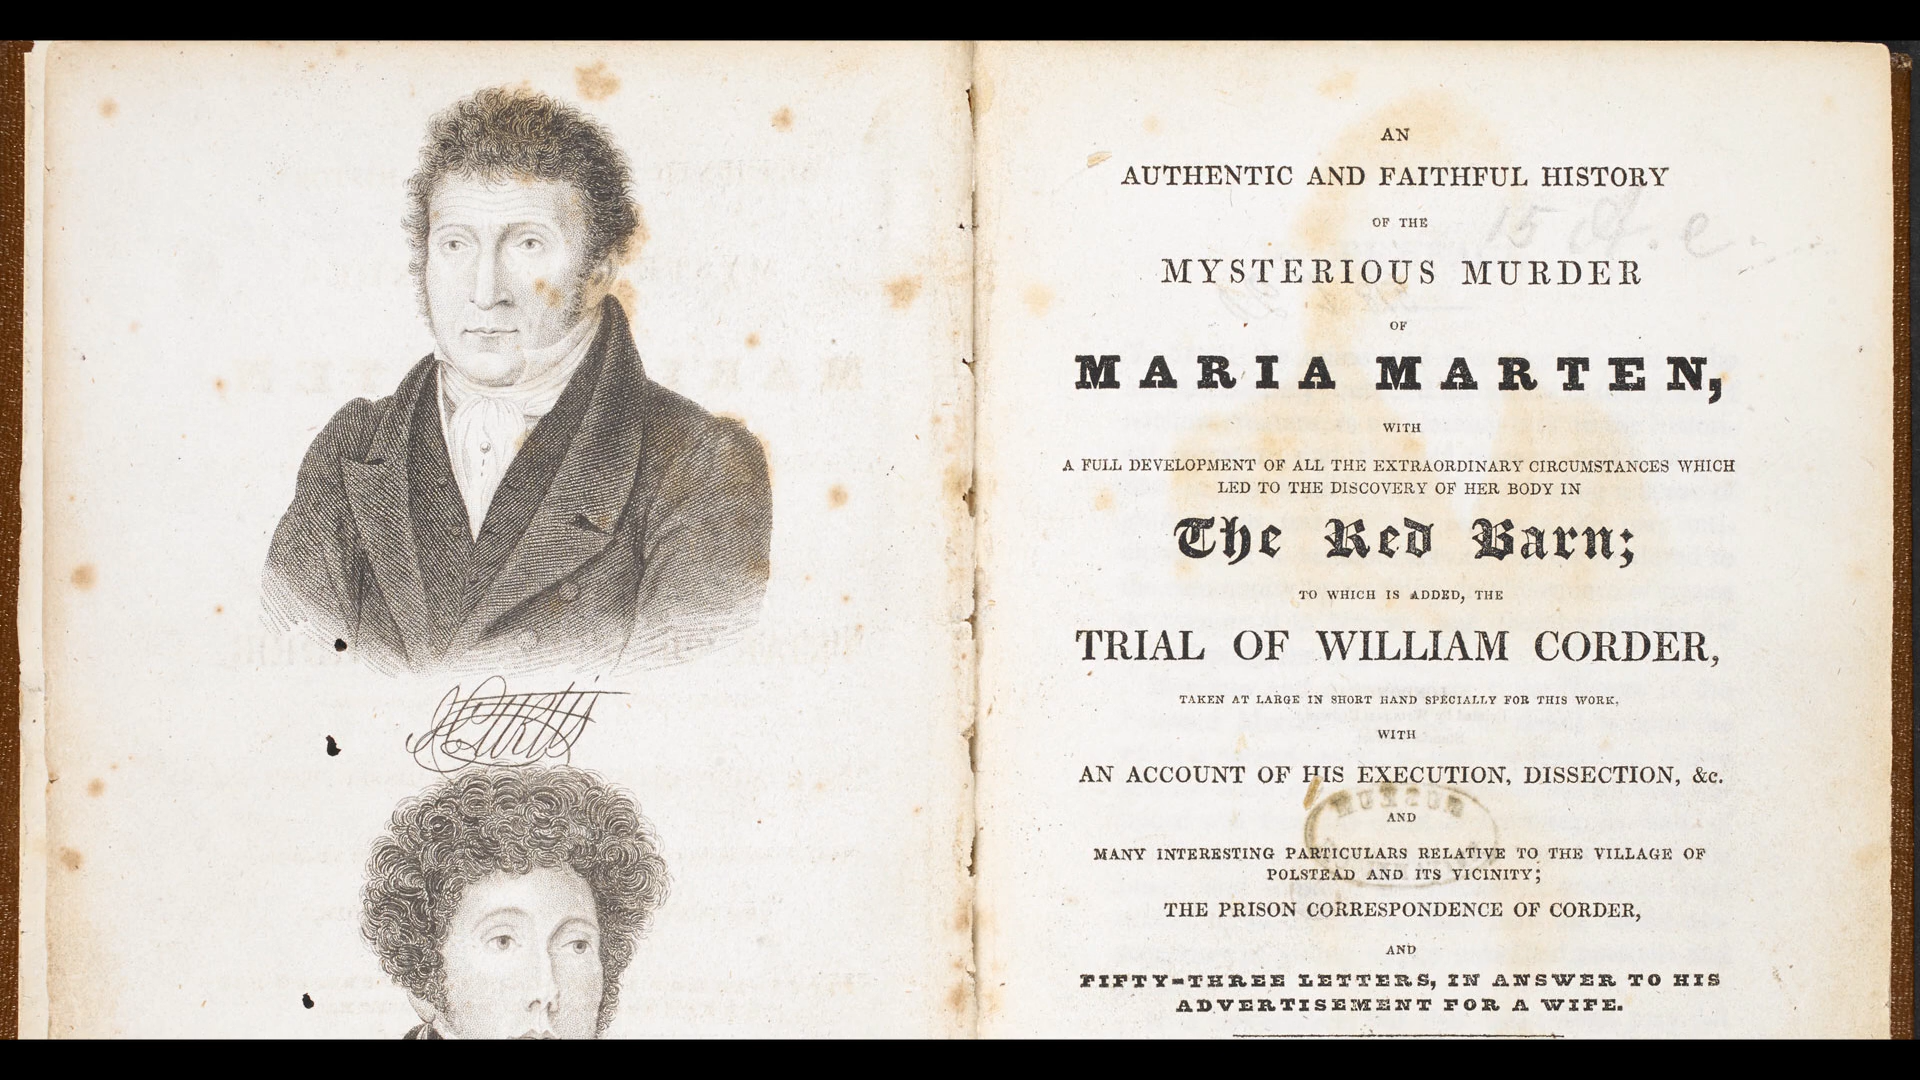 Curtis
AN
AUTHENTIC AND FAITHFUL HISTORY
OF THE
MYSTERIOUS MURDER
OF
MARIA MARTEN,
WITH
A FULL DEVELOPMENT OF ALL THE EXTRAORDINARY CIRCUMSTANCES WHICH
LED TO THE DISCOVERY OF HER BODY IN
The Red Barn;
TO WHICH IS ADDED, THE
TRIAL OF WILLIAM CORDER,
TAKEN AT LARGE IN SHORT HAND SPECIALLY FOR THIS WORK,
WITH
AN ACCOUNT OF HIS EXECUTION, DISSECTION, &c.
AND
MANY INTERESTING PARTICULARS RELATIVE TO THE VILLAGE OF
POLSTEAD AND ITS VICINITY;
THE PRISON CORRESPONDENCE OF CORDER,
AND
FIFTY-THREE LETTERS, IN ANSWER TO HIS
ADVERTISEMENT FOR A WIFE.